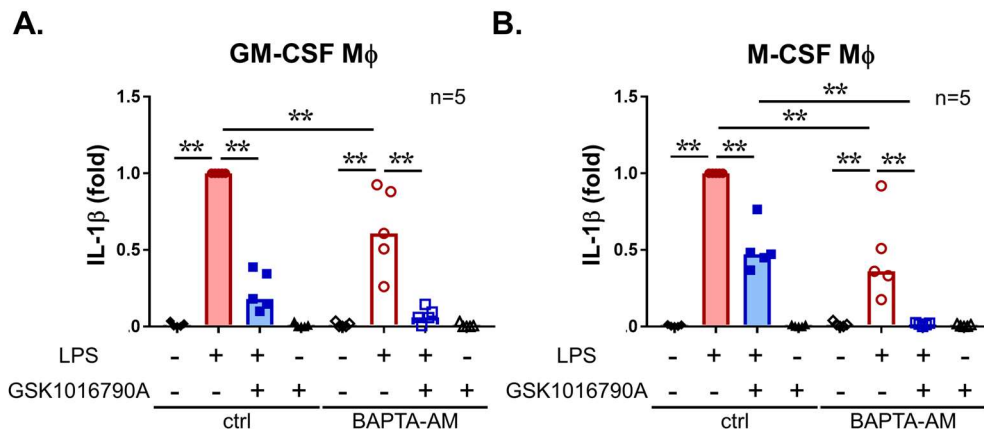 A.
GM-CSF Mϕ
n=5
IL-1β (fold)
1.5
1.0
0.5
.0
** ** ** ** **
LPS - + + - - + + -
GSK1016790A - - + + - - + +
ctrl BAPTA-AM
B.
M-CSF Mϕ
n=5
IL-1β (fold)
1.5
1.0
0.5
.0
** ** ** ** ** **
LPS - + + - - + + -
GSK1016790A - - + + - - + +
ctrl BAPTA-AM